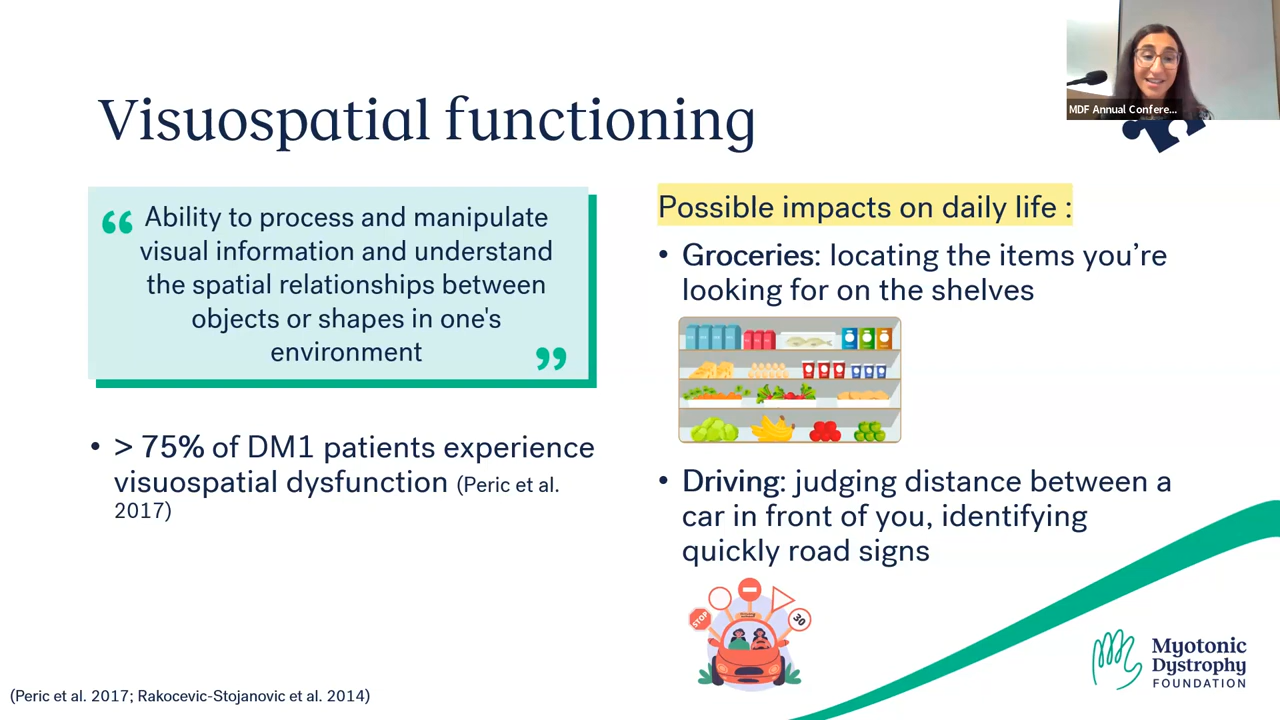 MDF Annual Confere...
Visuospatial functioning
“ Ability to process and manipulate
visual information and understand
the spatial relationships between
objects or shapes in one's
environment ”
• > 75% of DM1 patients experience
visuospatial dysfunction (Peric et al.
2017)
Possible impacts on daily life :
• Groceries: locating the items you’re
looking for on the shelves
• Driving: judging distance between a
car in front of you, identifying
quickly road signs
STOP
30
Myotonic
Dystrophy
FOUNDATION
(Peric et al. 2017; Rakocevic-Stojanovic et al. 2014)